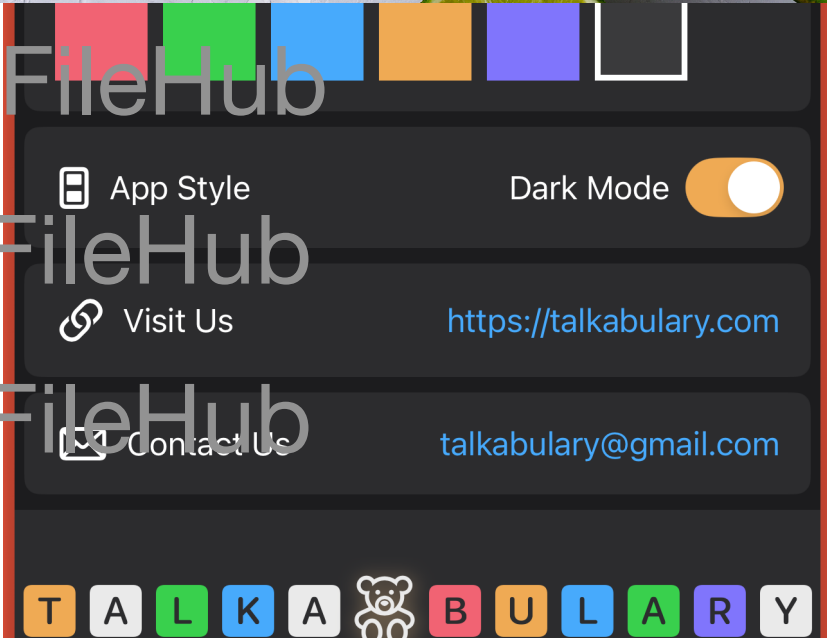 FileHub
App Style Dark Mode
FileHub
Visit Us https://talkabulary.com
FileHub
Contact Us talkabulary@gmail.com
TALKABULARY